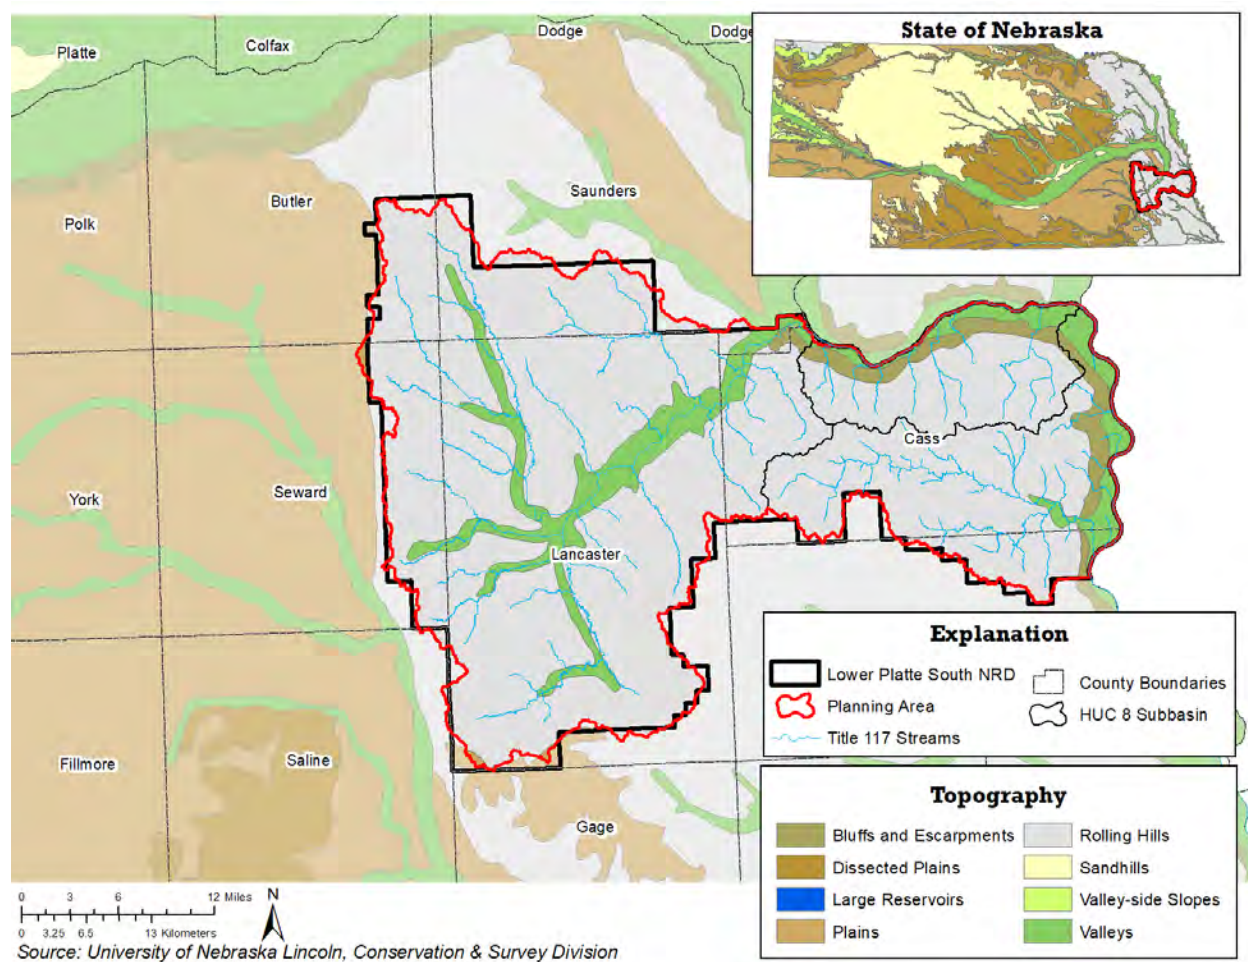 Platte
Colfax
Dodge
Dodge
State of Nebraska
Saunders
Butler
Polk
Cass
York
Seward
Lancaster
Explanation
Lower Platte South NRD
County Boundaries
Planning Area
HUC 8 Subbasin
Title 117 Streams
Fillmore
Saline
Gage
Topography
Bluffs and Escarpments
Rolling Hills
Dissected Plains
Sandhills
Large Reservoirs
Valley-side Slopes
Plains
Valleys
0 3 6 12 Miles
N
0 3.25 6.5 13 Kilometers
Source: University of Nebraska Lincoln, Conservation & Survey Division